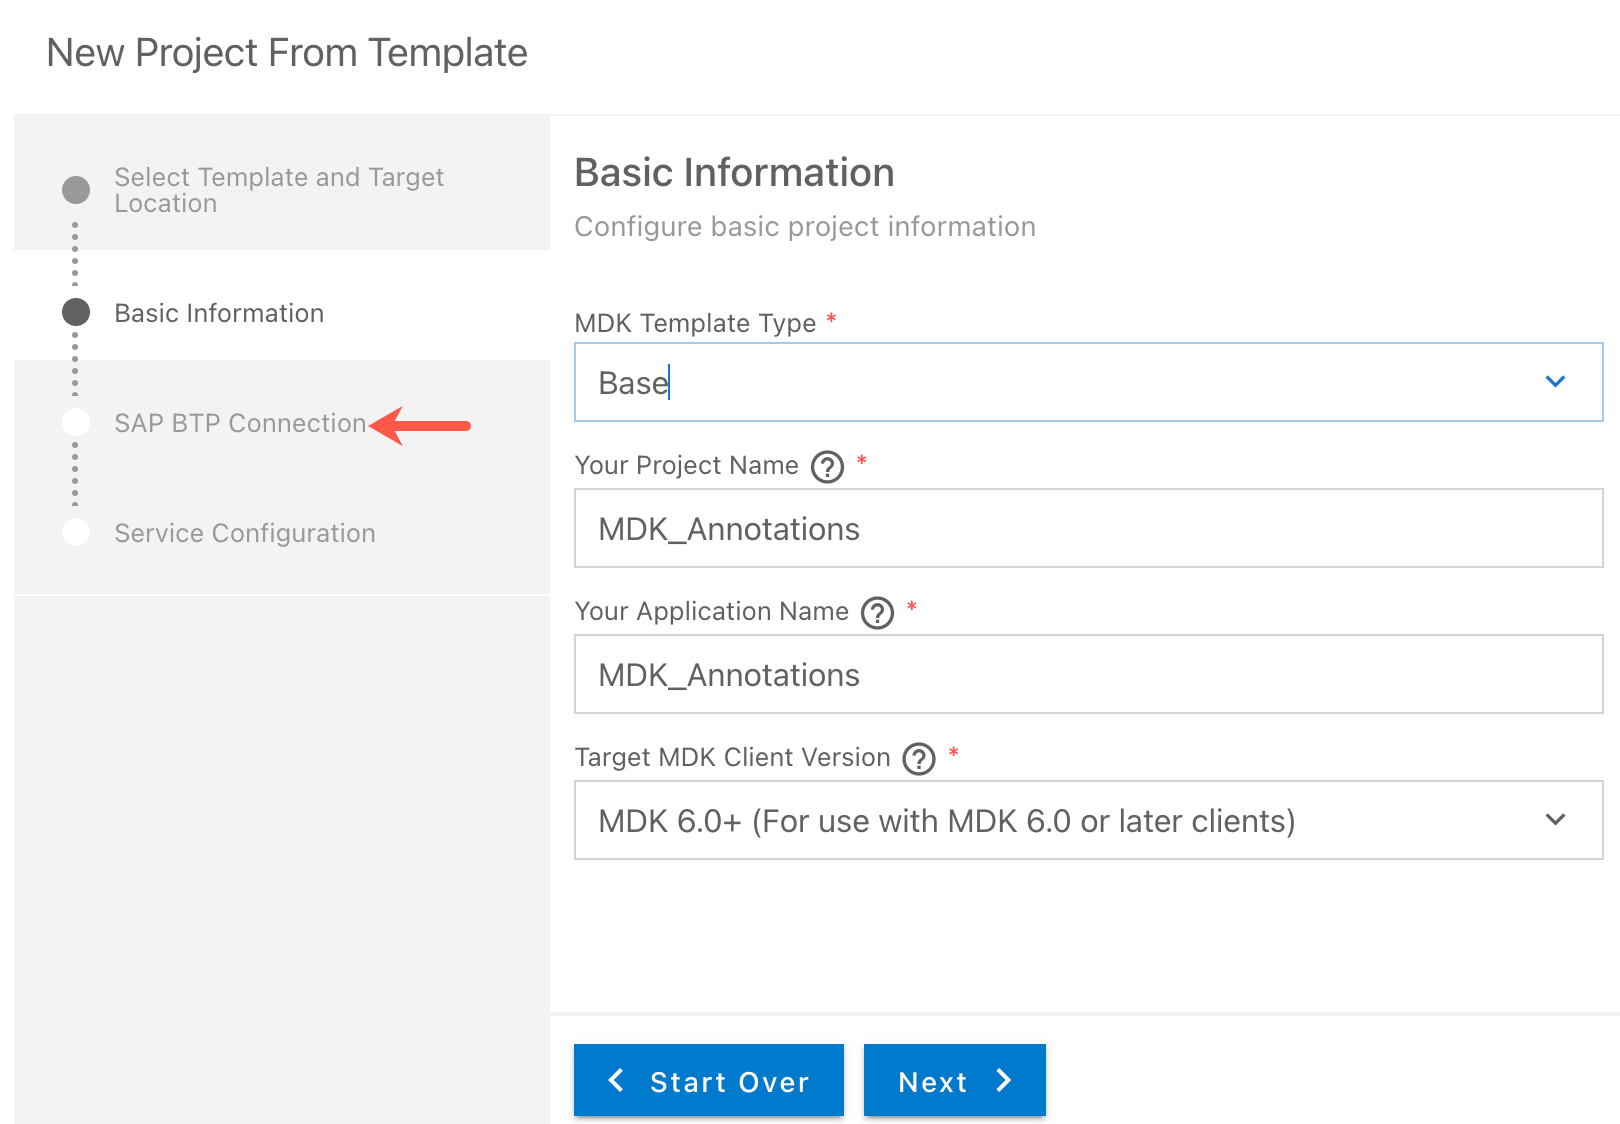 New Project From Template
Select Template and Target
Location
Basic Information
SAP BTP Connection
Service Configuration
Basic Information
Configure basic project information
MDK Template Type *
Base
Your Project Name ? *
MDK_Annotations
Your Application Name ? *
MDK_Annotations
Target MDK Client Version ? *
MDK 6.0+ (For use with MDK 6.0 or later clients)
Start Over
Next